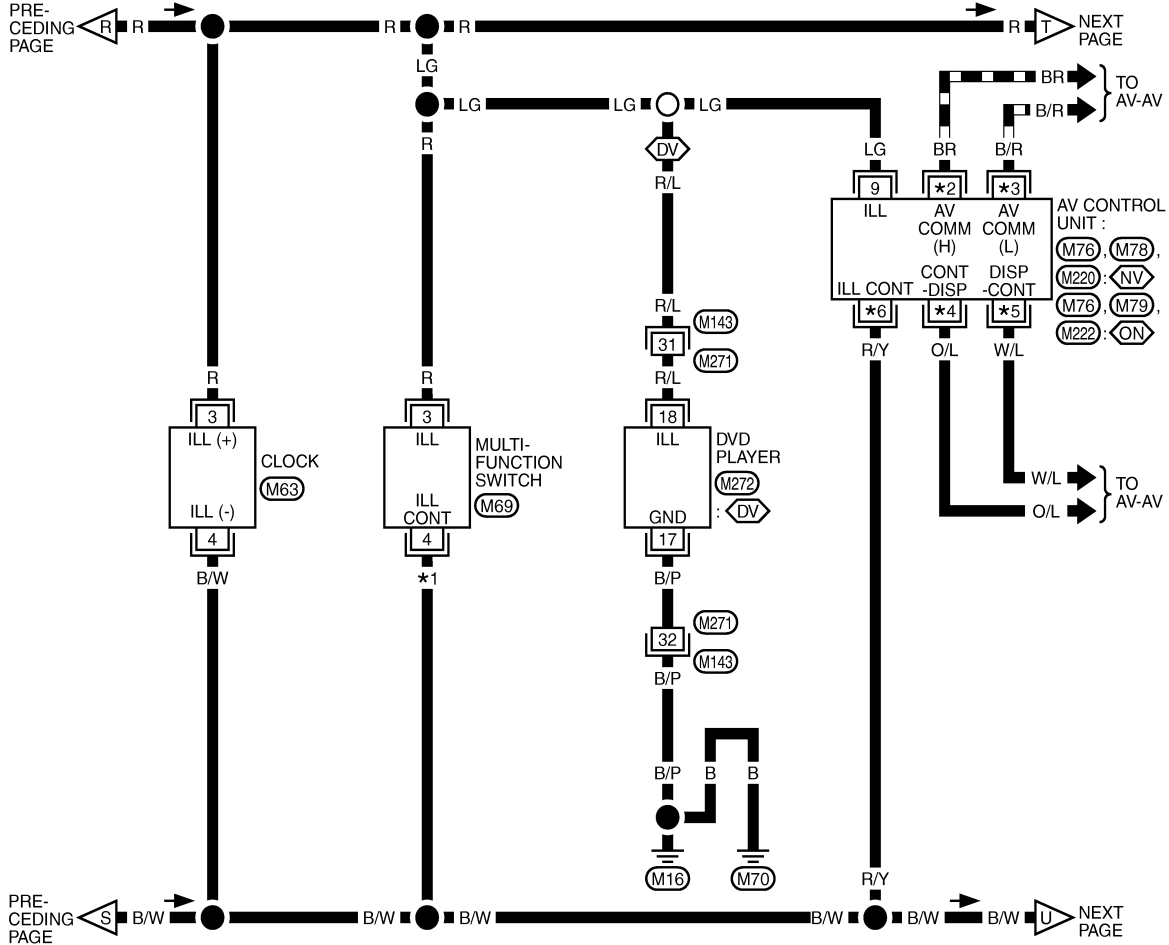 PRE-
CEDING
PAGE
R
R
R
R
R
T
NEXT
PAGE
LG
LG
LG
LG
R
DV
R/L
LG
BR
B/R
BR
B/R
TO
AV-AV
9
★2
★3
ILL
AV
COMM
(H)
AV
COMM
(L)
ILL CONT
CONT
-DISP
DISP
-CONT
★6
★4
★5
AV CONTROL
UNIT :
M76 , M78 ,
M220 : NV
M76 , M79 ,
M222 : ON
R/Y
O/L
W/L
R/L
M143
31
M271
R/L
R
R
3
ILL (+)
ILL (-)
4
CLOCK
M63
B/W
3
ILL
ILL
CONT
4
MULTI-
FUNCTION
SWITCH
M69
★1
18
ILL
GND
17
DVD
PLAYER
M272
: DV
W/L
O/L
TO
AV-AV
B/P
M271
32
M143
B/P
B/P
B
B
M16
M70
R/Y
PRE-
CEDING
PAGE
S
B/W
B/W
B/W
B/W
B/W
B/W
U
NEXT
PAGE